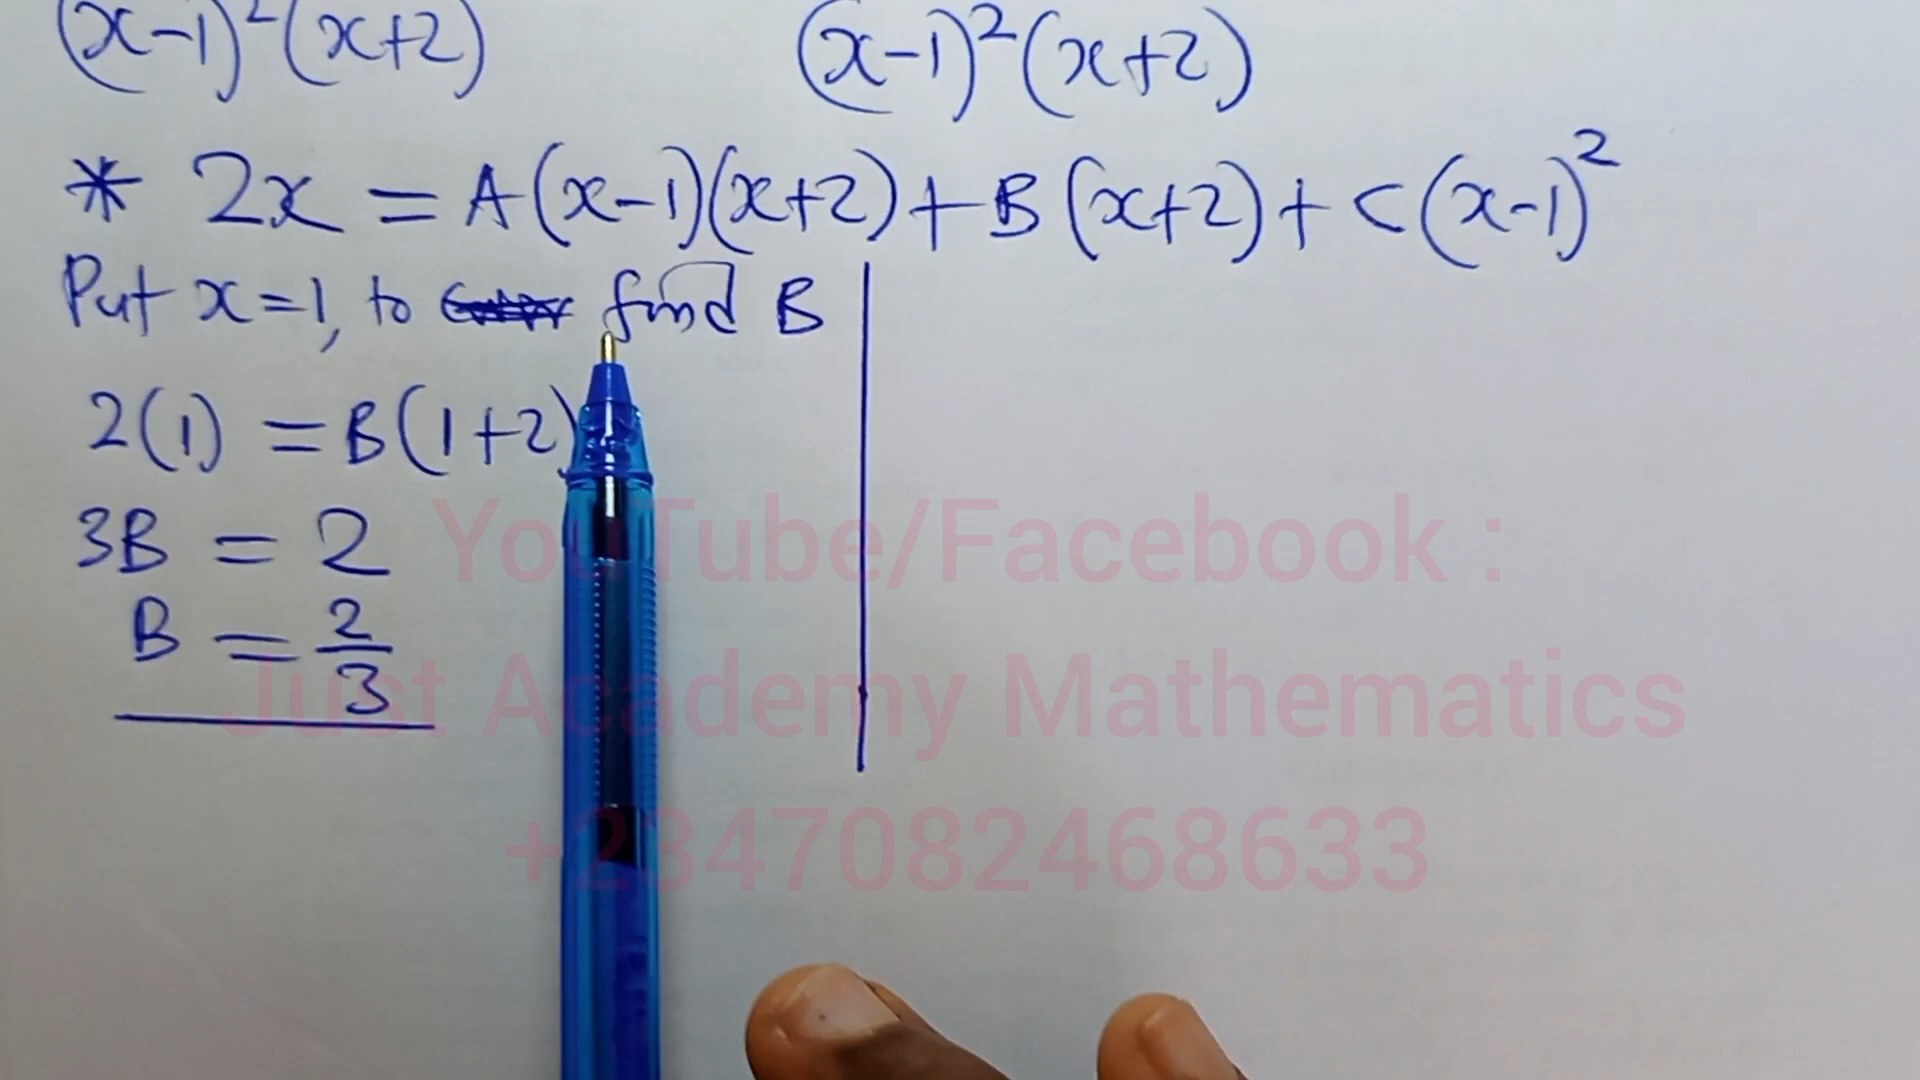 (x-1)²(x+2) (x-1)²(x+2)
* 2x = A(x-1)(x+2) + B(x+2) + C(x-1)²
Put x=1, to find B
2(1) = B(1+2)
3B = 2
B = 2/3
YouTube/Facebook :
Just Academy Mathematics
+2347082468633